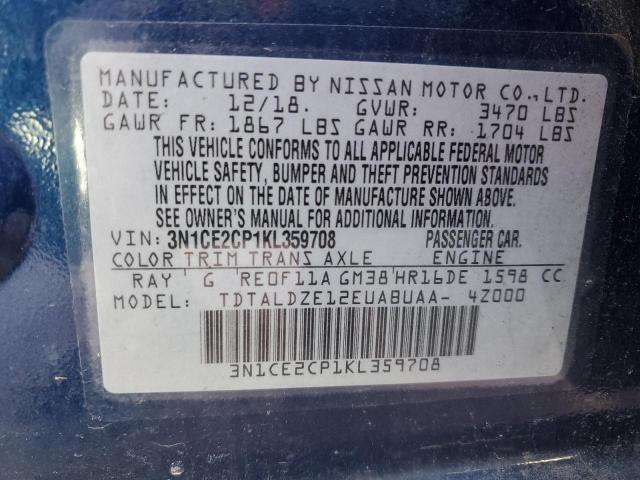 MANUFACTURED BY NISSAN MOTOR CO., LTD.
DATE: 12/18. GVWR: 3470 LBS
GAWR FR: 1867 LBS GAWR RR: 1704 LBS
THIS VEHICLE CONFORMS TO ALL APPLICABLE FEDERAL MOTOR
VEHICLE SAFETY, BUMPER AND THEFT PREVENTION STANDARDS
IN EFFECT ON THE DATE OF MANUFACTURE SHOWN ABOVE.
SEE OWNER'S MANUAL FOR ADDITIONAL INFORMATION.
VIN: 3N1CE2CP1KL359708 PASSENGER CAR.
COLOR TRIM TRANS AXLE ENGINE
RAY G RE0F11A GM38 HR16DE 1598 CC
MODEL: TDTALDZE12EUABUAA- 4Z000
3N1CE2CP1KL359708